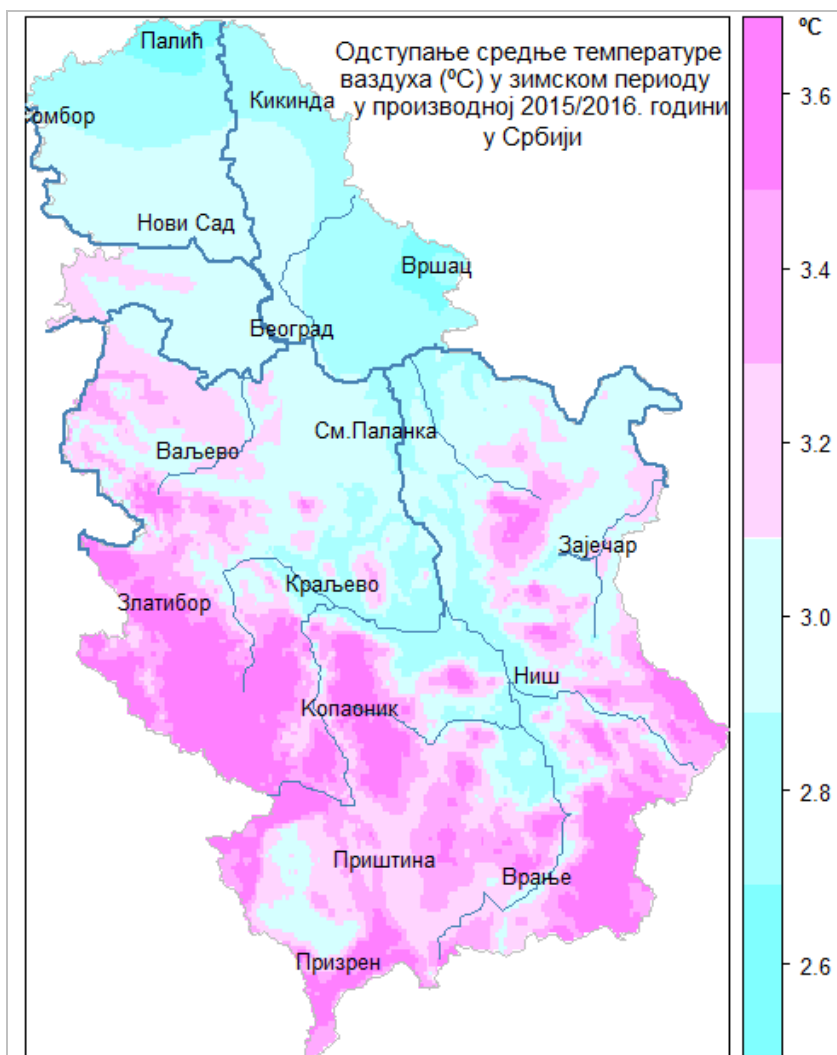 Палић
ºC
Одступање средње температуре
ваздуха (ºC) у зимском периоду
у производној 2015/2016. години
у Србији
Кикинда
3.6
омбор
Нови Сад
Вршац
3.4
Београд
См.Паланка
3.2
Ваљево
Зајечар
Краљево
Златибор
3.0
Ниш
Копаоник
2.8
Приштина
Врање
Призрен
2.6